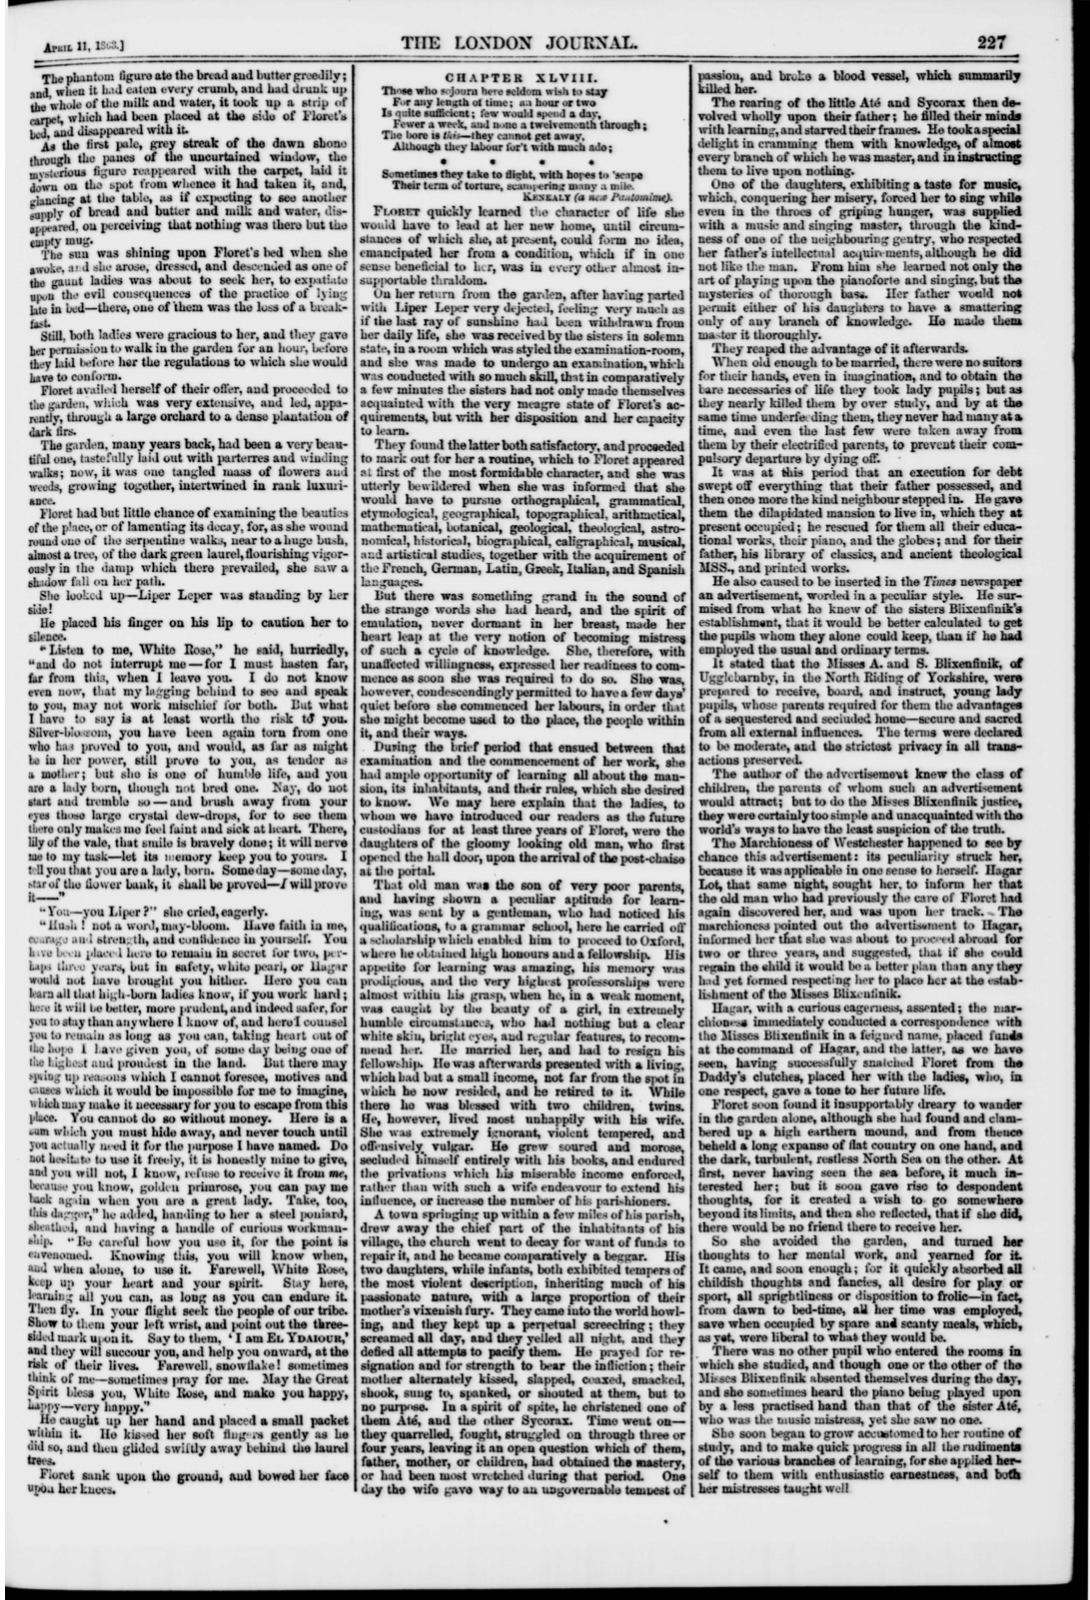 APRIL 11, 1863.]
THE LONDON JOURNAL.
227
The phantom figure ate the bread and butter greedily;
and, when it had eaten every crumb, and had drunk up
the whole of the milk and water, it took up a strip of
carpet, which had been placed at the side of Floret's
bed, and disappeared with it.
As the first pale, grey streak of the dawn shone
through the panes of the uncurtained window, the
mysterious figure reappeared with the carpet, laid it
down on the spot from whence it had taken it, and,
glancing at the table, as if expecting to see another
supply of bread and butter and milk and water, dis-
appeared, on perceiving that nothing was there but the
empty mug.
The sun was shining upon Floret's bed when she
awoke, and she arose, dressed, and descended as one of
the gaunt ladies was about to seek her, to expatiate
upon the evil consequences of the practice of lying
late in bed—there, one of them was the loss of a break-
fast.
Still, both ladies were gracious to her, and they gave
her permission to walk in the garden for an hour, before
they laid before her the regulations to which she would
have to conform.
Floret availed herself of their offer, and proceeded to
the garden, which was very extensive, and led, appa-
rently, through a large orchard to a dense plantation of
dark firs.
The garden, many years back, had been a very beau-
tiful one, tastefully laid out with parterres and winding
walks; now, it was one tangled mass of flowers and
weeds, growing together, intertwined in rank luxuri-
ance.
Floret had but little chance of examining the beauties
of the place, or of lamenting its decay, for, as she wound
round one of the serpentine walks, near to a huge bush,
almost a tree, of the dark green laurel, flourishing vigor-
ously in the damp which there prevailed, she saw a
shadow fall on her path.
She looked up—Liper Leper was standing by her
side!
He placed his finger on his lip to caution her to
silence.
"Listen to me, White Rose," he said, hurriedly,
"and do not interrupt me—for I must hasten far,
far from this, when I leave you. I do not know
even now, that my lagging behind to see and speak
to you, may not work mischief for both. But what
I have to say is at least worth the risk to you.
Silver-blossom, you have been again torn from one
who has proved to you, and would, as far as might
be in her power, still prove to you, as tender as
a mother; but she is one of humble life, and you
are a lady born, though not bred one. Nay, do not
start and tremble so—and brush away from your
eyes those large crystal dew-drops, for to see them
there only makes me feel faint and sick at heart. There,
lily of the vale, that smile is bravely done; it will nerve
me to my task—let its memory keep you to yours. I
tell you that you are a lady, born. Some day—some day,
star of the flower bank, it shall be proved—I will prove
it——"
"You—you Liper?" she cried, eagerly.
"Hush! not a word, may-bloom. Have faith in me,
courage and strength, and confidence in yourself. You
have been placed here to remain in secret for two, per-
haps three years, but in safety, white pearl, or Hagar
would not have brought you hither. Here you can
learn all that high-born ladies know, if you work hard;
here it will be better, more prudent, and indeed safer, for
you to stay than anywhere I know of, and here I counsel
you to remain as long as you can, taking heart out of
the hope I have given you, of some day being one of
the highest and proudest in the land. But there may
spring up reasons which I cannot foresee, motives and
causes which it would be impossible for me to imagine,
which may make it necessary for you to escape from this
place. You cannot do so without money. Here is a
sum which you must hide away, and never touch until
you actually need it for the purpose I have named. Do
not hesitate to use it freely, it is honestly mine to give,
and you will not, I know, refuse to receive it from me,
because you know, golden primrose, you can pay me
back again when you are a great lady. Take, too,
this dagger," he added, handing to her a steel poniard,
sheathed, and having a handle of curious workman-
ship. "Be careful how you use it, for the point is
envenomed. Knowing this, you will know when,
and when alone, to use it. Farewell, White Rose,
keep up your heart and your spirit. Stay here,
learning all you can, as long as you can endure it.
Then fly. In your flight seek the people of our tribe.
Show to them your left wrist, and point out the three-
sided mark upon it. Say to them, 'I am EL YDAIOUR,'
and they will succour you, and help you onward, at the
risk of their lives. Farewell, snowflake! sometimes
think of me—sometimes pray for me. May the Great
Spirit bless you, White Rose, and make you happy,
happy—very happy."
He caught up her hand and placed a small packet
within it. He kissed her soft fingers gently as he
did so, and then glided swiftly away behind the laurel
trees.
Floret sank upon the ground, and bowed her face
upon her knees.
CHAPTER XLVIII.
Those who sojourn here seldom wish to stay
For any length of time; an hour or two
Is quite sufficient; few would spend a day,
Fewer a week, and none a twelvemonth through;
The bore is this—they cannot get away,
Although they labour for't with much ado;
* * * *
Sometimes they take to flight, with hopes to 'scape
Their term of torture, scampering many a mile.
KENEALY (a new Pantomime).
FLORET quickly learned the character of life she
would have to lead at her new home, until circum-
stances of which she, at present, could form no idea,
emancipated her from a condition, which if in one
sense beneficial to her, was in every other almost in-
supportable thraldom.
On her return from the garden, after having parted
with Liper Leper very dejected, feeling very much as
if the last ray of sunshine had been withdrawn from
her daily life, she was received by the sisters in solemn
state, in a room which was styled the examination-room,
and she was made to undergo an examination, which
was conducted with so much skill, that in comparatively
a few minutes the sisters had not only made themselves
acquainted with the very meagre state of Floret's ac-
quirements, but with her disposition and her capacity
to learn.
They found the latter both satisfactory, and proceeded
to mark out for her a routine, which to Floret appeared
at first of the most formidable character, and she was
utterly bewildered when she was informed that she
would have to pursue orthographical, grammatical,
etymological, geographical, topographical, arithmetical,
mathematical, botanical, geological, theological, astro-
nomical, historical, biographical, caligraphical, musical,
and artistical studies, together with the acquirement of
the French, German, Latin, Greek, Italian, and Spanish
languages.
But there was something grand in the sound of
the strange words she had heard, and the spirit of
emulation, never dormant in her breast, made her
heart leap at the very notion of becoming mistress
of such a cycle of knowledge. She, therefore, with
unaffected willingness, expressed her readiness to com-
mence as soon she was required to do so. She was,
however, condescendingly permitted to have a few days'
quiet before she commenced her labours, in order that
she might become used to the place, the people within
it, and their ways.
During the brief period that ensued between that
examination and the commencement of her work, she
had ample opportunity of learning all about the man-
sion, its inhabitants, and their rules, which she desired
to know. We may here explain that the ladies, to
whom we have introduced our readers as the future
custodians for at least three years of Floret, were the
daughters of the gloomy looking old man, who first
opened the hall door, upon the arrival of the post-chaise
at the portal.
That old man was the son of very poor parents,
and having shown a peculiar aptitude for learn-
ing, was sent by a gentleman, who had noticed his
qualifications, to a grammar school, here he carried off
a scholarship which enabled him to proceed to Oxford,
where he obtained high honours and a fellowship. His
appetite for learning was amazing, his memory was
prodigious, and the very highest professorships were
almost within his grasp, when he, in a weak moment,
was caught by the beauty of a girl, in extremely
humble circumstances, who had nothing but a clear
white skin, bright eyes, and regular features, to recom-
mend her. He married her, and had to resign his
fellowship. He was afterwards presented with a living,
which had but a small income, not far from the spot in
which he now resided, and he retired to it. While
there he was blessed with two children, twins.
He, however, lived most unhappily with his wife.
She was extremely ignorant, violent tempered, and
offensively vulgar. He grew soured and morose,
secluded himself entirely with his books, and endured
the privations which his miserable income enforced,
rather than with such a wife endeavour to extend his
influence, or increase the number of his parishioners.
A town springing up within a few miles of his parish,
drew away the chief part of the inhabitants of his
village, the church went to decay for want of funds to
repair it, and he became comparatively a beggar. His
two daughters, while infants, both exhibited tempers of
the most violent description, inheriting much of his
passionate nature, with a large proportion of their
mother's vixenish fury. They came into the world howl-
ing, and they kept up a perpetual screeching; they
screamed all day, and they yelled all night, and they
defied all attempts to pacify them. He prayed for re-
signation and for strength to bear the infliction; their
mother alternately kissed, slapped, coaxed, smacked,
shook, sung to, spanked, or shouted at them, but to
no purpose. In a spirit of spite, he christened one of
them Até, and the other Sycorax. Time went on—
they quarrelled, fought, struggled on through three or
four years, leaving it an open question which of them,
father, mother, or children, had obtained the mastery,
or had been most wretched during that period. One
day the wife gave way to an ungovernable tempest of
passion, and broke a blood vessel, which summarily
killed her.
The rearing of the little Até and Sycorax then de-
volved wholly upon their father; he filled their minds
with learning, and starved their frames. He took a special
delight in cramming them with knowledge, of almost
every branch of which he was master, and in instructing
them to live upon nothing.
One of the daughters, exhibiting a taste for music,
which, conquering her misery, forced her to sing while
even in the throes of griping hunger, was supplied
with a music and singing master, through the kind-
ness of one of the neighbouring gentry, who respected
her father's intellectual acquirements, although he did
not like the man. From him she learned not only the
art of playing upon the pianoforte and singing, but the
mysteries of thorough bass. Her father would not
permit either of his daughters to have a smattering
only of any branch of knowledge. He made them
master it thoroughly.
They reaped the advantage of it afterwards.
When old enough to be married, there were no suitors
for their hands, even in imagination, and to obtain the
bare necessaries of life they took lady pupils; but as
they nearly killed them by over study, and by at the
same time underfeeding them, they never had many at a
time, and even the last few were taken away from
them by their electrified parents, to prevent their com-
pulsory departure by dying off.
It was at this period that an execution for debt
swept off everything that their father possessed, and
then once more the kind neighbour stepped in. He gave
them the dilapidated mansion to live in, which they at
present occupied; he rescued for them all their educa-
tional works, their piano, and the globes; and for their
father, his library of classics, and ancient theological
MSS., and printed works.
He also caused to be inserted in the Times newspaper
an advertisement, worded in a peculiar style. He sur-
mised from what he knew of the sisters Blixenfinik's
establishment, that it would be better calculated to get
the pupils whom they alone could keep, than if he had
employed the usual and ordinary terms.
It stated that the Misses A. and S. Blixenfinik, of
Ugglebarnby, in the North Riding of Yorkshire, were
prepared to receive, board, and instruct, young lady
pupils, whose parents required for them the advantages
of a sequestered and secluded home—secure and sacred
from all external influences. The terms were declared
to be moderate, and the strictest privacy in all trans-
actions preserved.
The author of the advertisement knew the class of
children, the parents of whom such an advertisement
would attract; but to do the Misses Blixenfinik justice,
they were certainly too simple and unacquainted with the
world's ways to have the least suspicion of the truth.
The Marchioness of Westchester happened to see by
chance this advertisement: its peculiarity struck her,
because it was applicable in one sense to herself. Hagar
Lot, that same night, sought her, to inform her that
the old man who had previously the care of Floret had
again discovered her, and was upon her track. The
marchioness pointed out the advertisement to Hagar,
informed her that she was about to proceed abroad for
two or three years, and suggested, that if she could
regain the child it would be a better plan than any they
had yet formed respecting her to place her at the estab-
lishment of the Misses Blixenfinik.
Hagar, with a curious eagerness, assented; the mar-
chioness immediately conducted a correspondence with
the Misses Blixenfinik in a feigned name, placed funds
at the command of Hagar, and the latter, as we have
seen, having successfully snatched Floret from the
Daddy's clutches, placed her with the ladies, who, in
one respect, gave a tone to her future life.
Floret soon found it insupportably dreary to wander
in the garden alone, although she had found and clam-
bered up a high earthern mound, and from thence
beheld a long expanse of flat country on one hand, and
the dark, turbulent, restless North Sea on the other. At
first, never having seen the sea before, it much in-
terested her; but it soon gave rise to despondent
thoughts, for it created a wish to go somewhere
beyond its limits, and then she reflected, that if she did,
there would be no friend there to receive her.
So she avoided the garden, and turned her
thoughts to her mental work, and yearned for it.
It came, and soon enough; for it quickly absorbed all
childish thoughts and fancies, all desire for play or
sport, all sprightliness or disposition to frolic—in fact,
from dawn to bed-time, all her time was employed,
save when occupied by spare and scanty meals, which,
as yet, were liberal to what they would be.
There was no other pupil who entered the rooms in
which she studied, and though one or the other of the
Misses Blixenfinik absented themselves during the day,
and she sometimes heard the piano being played upon
by a less practised hand than that of the sister Até,
who was the music mistress, yet she saw no one.
She soon began to grow accustomed to her routine of
study, and to make quick progress in all the rudiments
of the various branches of learning, for she applied her-
self to them with enthusiastic earnestness, and both
her mistresses taught well